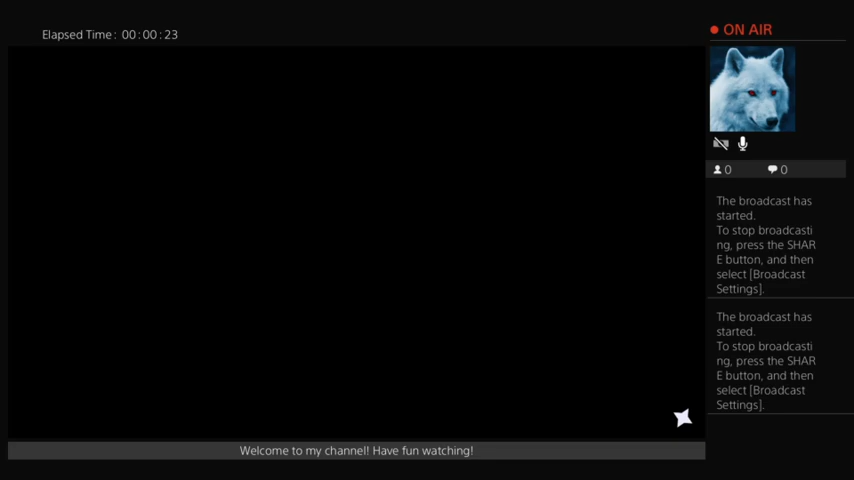 Elapsed Time: 00:00:23
ON AIR
0 0
The broadcast has
started.
To stop broadcasti
ng, press the SHAR
E button, and then
select [Broadcast
Settings].
The broadcast has
started.
To stop broadcasti
ng, press the SHAR
E button, and then
select [Broadcast
Settings].
Welcome to my channel! Have fun watching!